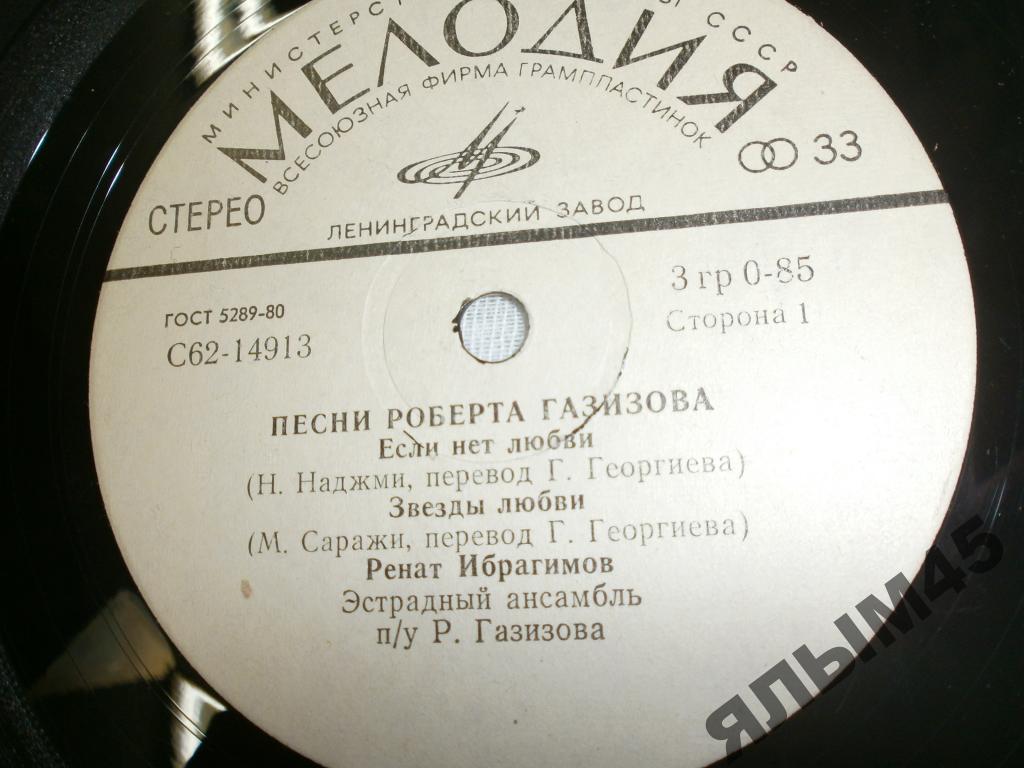 МИНИСТЕРСТ СССР
МЕЛОДИЯ
ВСЕСОЮЗНАЯ ФИРМА ГРАМПЛАСТИНОК
33
СТЕРЕО
ЛЕНИНГРАДСКИЙ ЗАВОД
ГОСТ 5289-80
3 гр 0-85
С62-14913
Сторона 1
ПЕСНИ РОБЕРТА ГАЗИЗОВА
Если нет любви
(Н. Наджми, перевод Г. Георгиева)
Звезды любви
(М. Саражи, перевод Г. Георгиева)
Ренат Ибрагимов
Эстрадный ансамбль
п/у Р. Газизова
ЯЛЫМ45